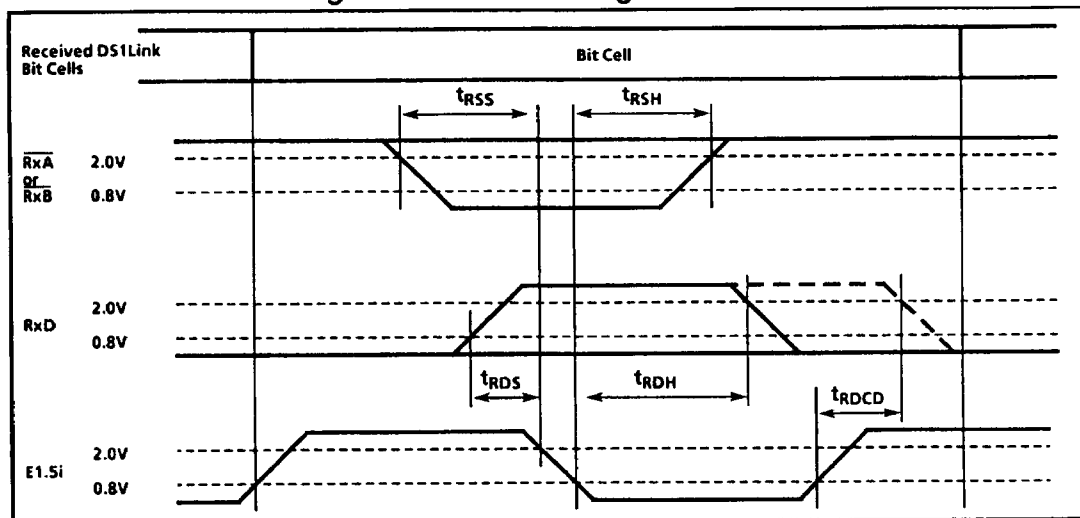 Received DS1Link
Bit Cells
Bit Cell
tRSS
tRSH
RxA
or
RxB
2.0V
0.8V
RxD
2.0V
0.8V
tRDS
tRDH
tRDCD
E1.5i
2.0V
0.8V